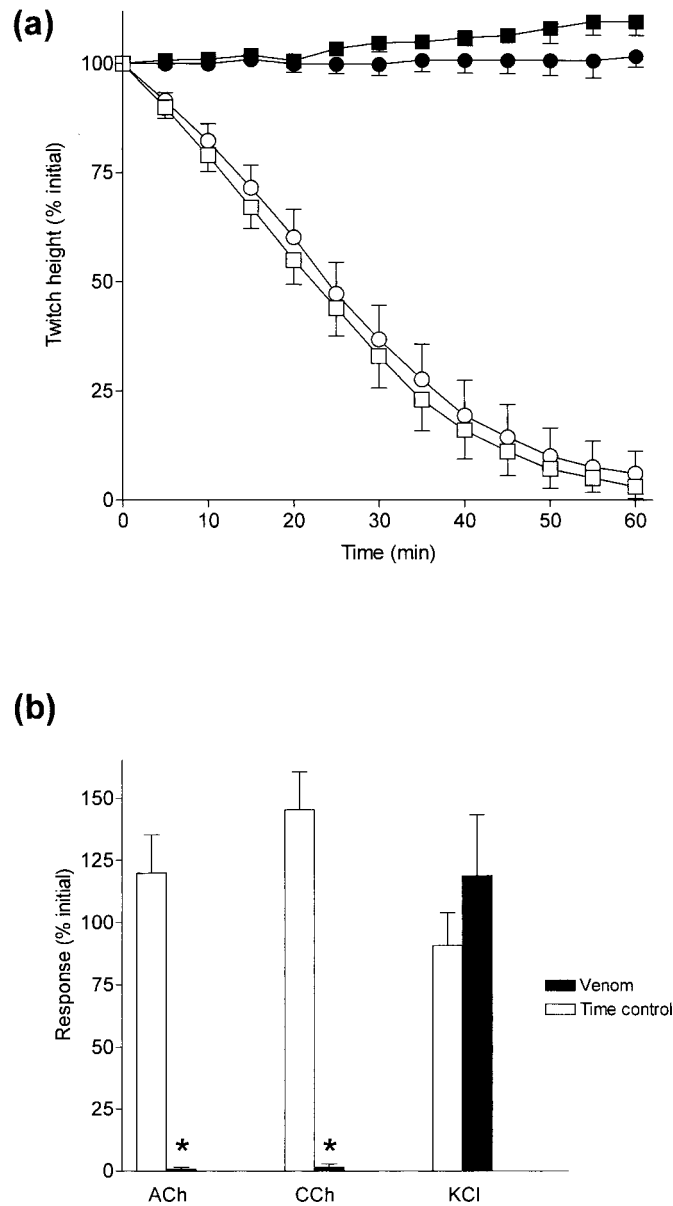 (a)
Twitch height (% initial)
100
75
50
25
0
0 10 20 30 40 50 60
Time (min)
(b)
Response (% initial)
150
125
100
75
50
25
0
* *
Venom
Time control
ACh CCh KCl